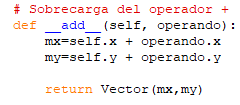 # Sobrecarga del operador +
def __add__(self, operando):
    mx=self.x + operando.x
    my=self.y + operando.y

    return Vector(mx,my)